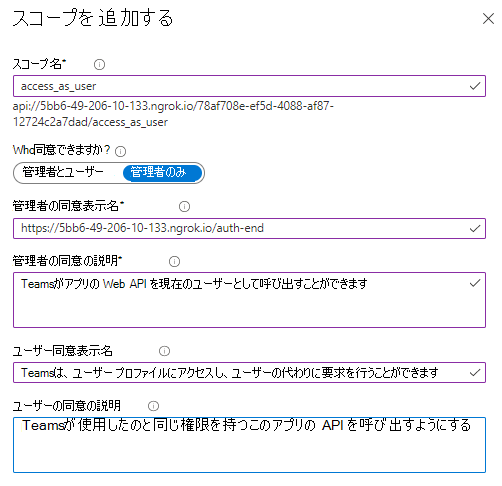 スコープを追加する
スコープ名*
access_as_user
api://5bb6-49-206-10-133.ngrok.io/78af708e-ef5d-4088-af87-
12724c2a7dad/access_as_user
Who同意できますか?
管理者とユーザー 管理者のみ
管理者の同意表示名*
https://5bb6-49-206-10-133.ngrok.io/auth-end
管理者の同意の説明*
Teamsがアプリの Web API を現在のユーザーとして呼び出すことができます
ユーザー同意表示名
Teamsは、ユーザー プロファイルにアクセスし、ユーザーの代わりに要求を行うことができます
ユーザーの同意の説明
Teamsが使用したのと同じ権限を持つこのアプリの API を呼び出すようにする